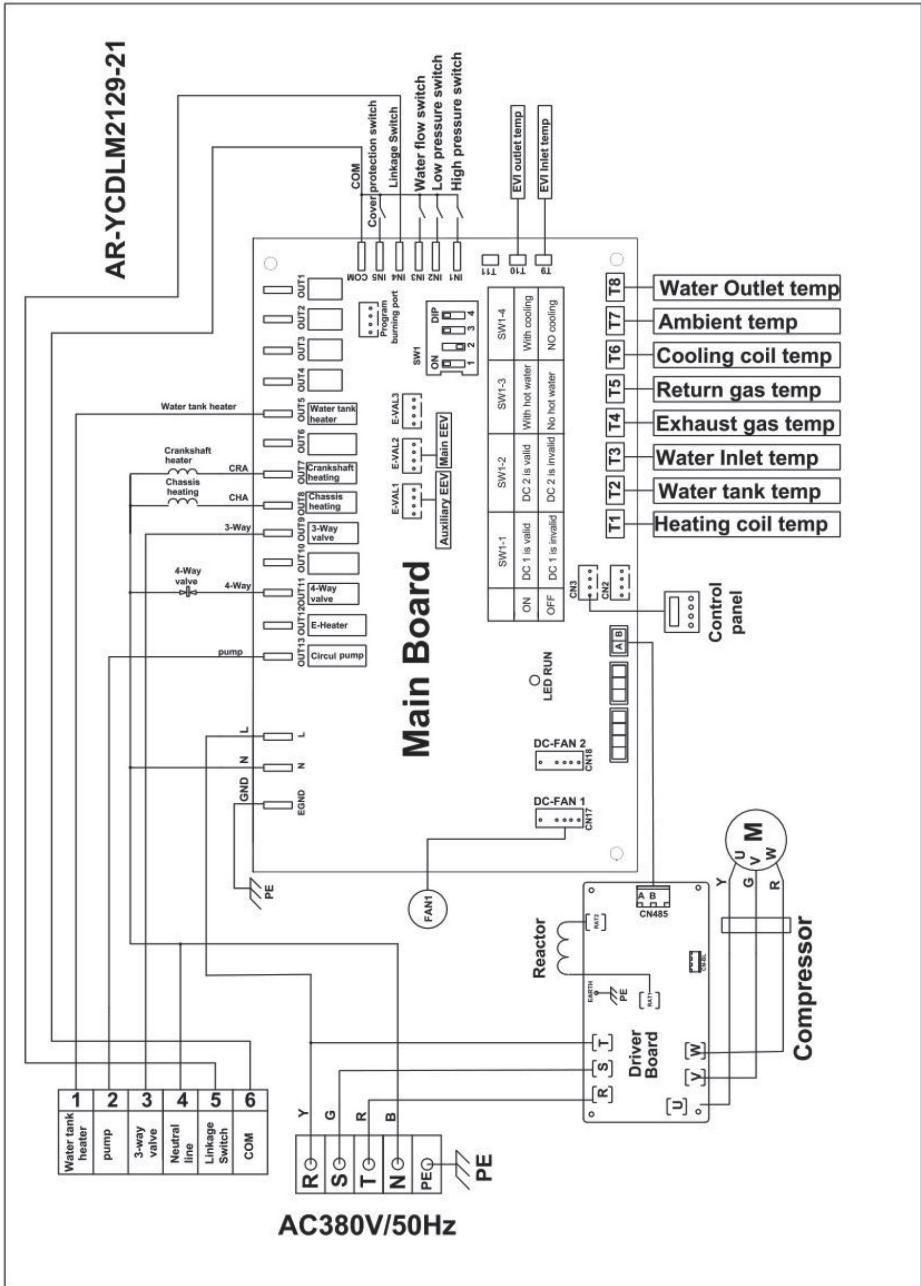 AR-YCDLM2129-21
COM
Cover protection switch
Linkage Switch
Water flow switch
Low pressure switch
High pressure switch
EVI outlet temp
EVI Inlet temp
COM
IN5
IN4
IN3
IN2
IN1
T11
T10
T9
OUT1
OUT2
OUT3
OUT4
OUT5
OUT6
OUT7
OUT8
OUT9
OUT10
OUT11
OUT12
OUT13
Water tank heater
Crankshaft
heater
CRA
Chassis
heating
CHA
3-Way
4-Way
valve
4-Way
pump
L
N
GND
Water tank
heater
Crankshaft
heating
Chassis
heating
3-Way
valve
4-Way
valve
E-Heater
Circul pump
L
N
EGND
PE
Program
burning port
SW1
ON DIP
1 2 3 4
E-VAL3
E-VAL2
E-VAL1
Main EEV
Auxiliary EEV
Main Board
SW1-1 SW1-2 SW1-3 SW1-4
ON DC 1 is valid DC 2 is valid With hot water With cooling
OFF DC 1 is invalid DC 2 is invalid No hot water NO cooling
T8 Water Outlet temp
T7 Ambient temp
T6 Cooling coil temp
T5 Return gas temp
T4 Exhaust gas temp
T3 Water Inlet temp
T2 Water tank temp
T1 Heating coil temp
CN3
CN2
Control
panel
A B
LED RUN
DC-FAN 2
CN18
DC-FAN 1
CN17
FAN1
Reactor
RAT2
RAT1
EARTH
PE
A B
CN485
CN-BL
Driver
Board
T
S
R
W
V
U
M
U
V
W
Y
G
R
Compressor
1 Water tank
heater
2 pump
3 3-way
valve
4 Neutral
line
5 Linkage
Switch
6 COM
R
S
T
N
PE
Y
G
R
B
PE
AC380V/50Hz